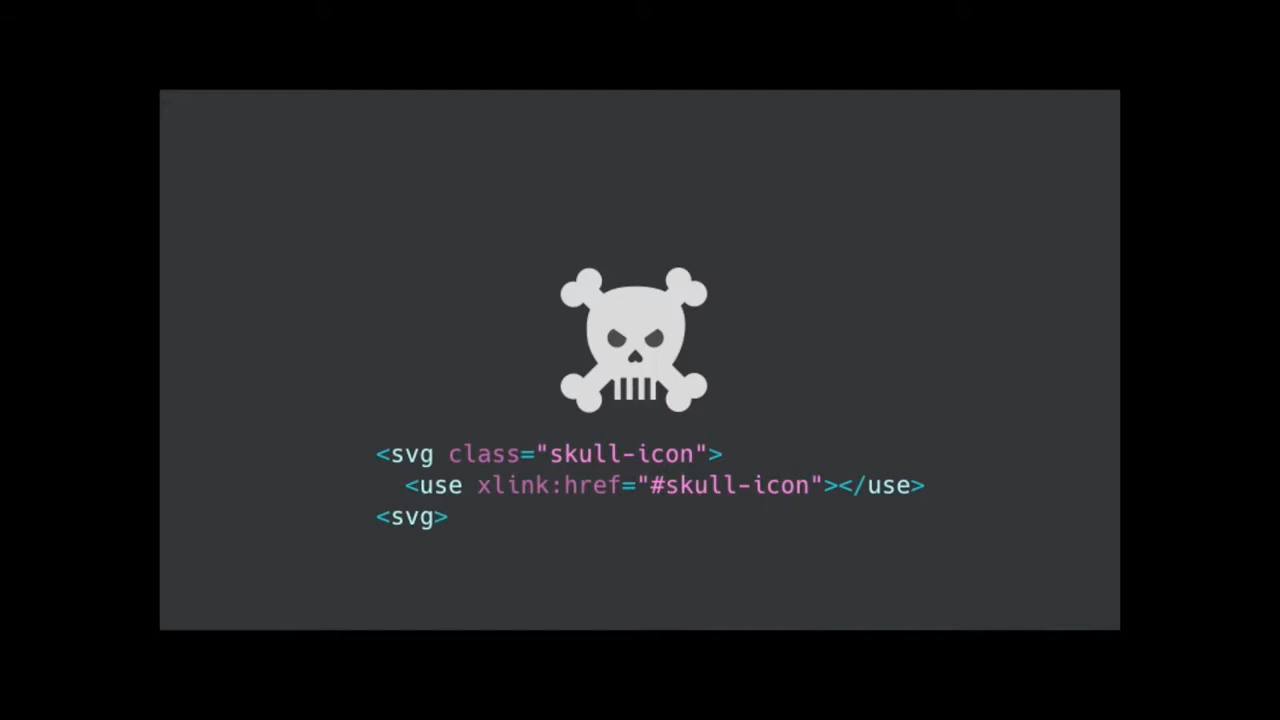 <svg class="skull-icon">
  <use xlink:href="#skull-icon"></use>
<svg>